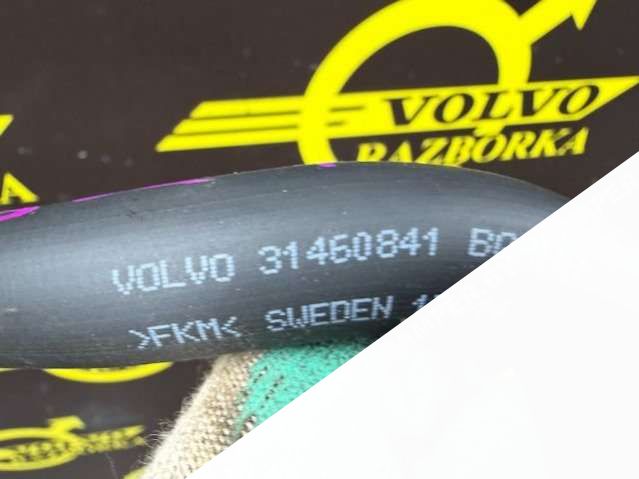 VOLVO
RAZBORKA
VOLVO 31460841
>FKM< SWEDEN